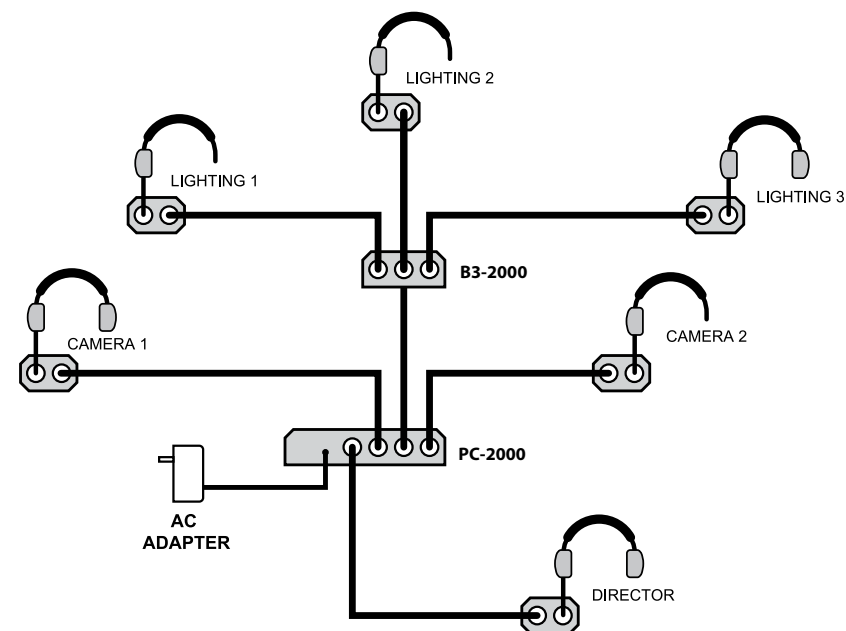 LIGHTING 2
LIGHTING 1
LIGHTING 3
B3-2000
CAMERA 1
CAMERA 2
PC-2000
AC
ADAPTER
DIRECTOR